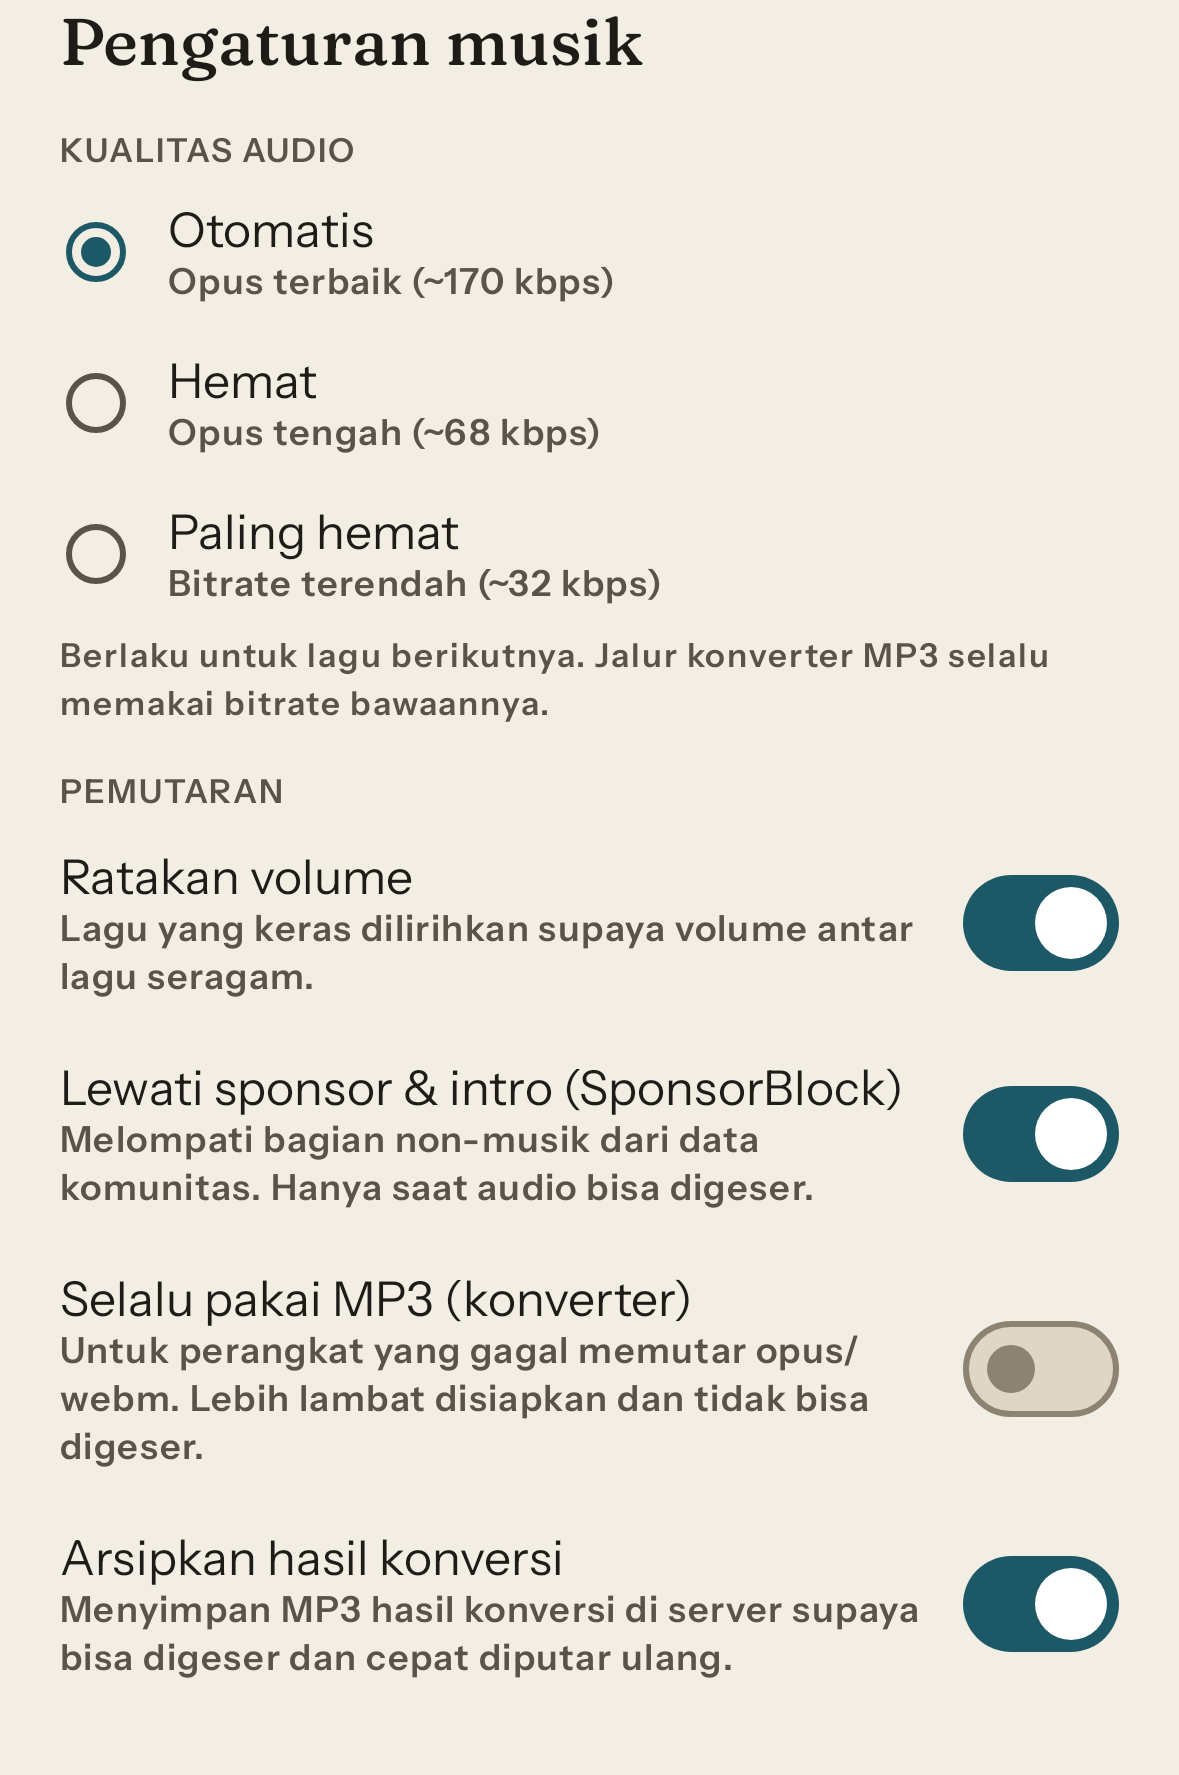 Pengaturan musik
KUALITAS AUDIO
Otomatis
Opus terbaik (~170 kbps)
Hemat
Opus tengah (~68 kbps)
Paling hemat
Bitrate terendah (~32 kbps)
Berlaku untuk lagu berikutnya. Jalur konverter MP3 selalu
memakai bitrate bawaannya.
PEMUTARAN
Ratakan volume
Lagu yang keras dilirihkan supaya volume antar
lagu seragam.
Lewati sponsor & intro (SponsorBlock)
Melompati bagian non-musik dari data
komunitas. Hanya saat audio bisa digeser.
Selalu pakai MP3 (konverter)
Untuk perangkat yang gagal memutar opus/
webm. Lebih lambat disiapkan dan tidak bisa
digeser.
Arsipkan hasil konversi
Menyimpan MP3 hasil konversi di server supaya
bisa digeser dan cepat diputar ulang.